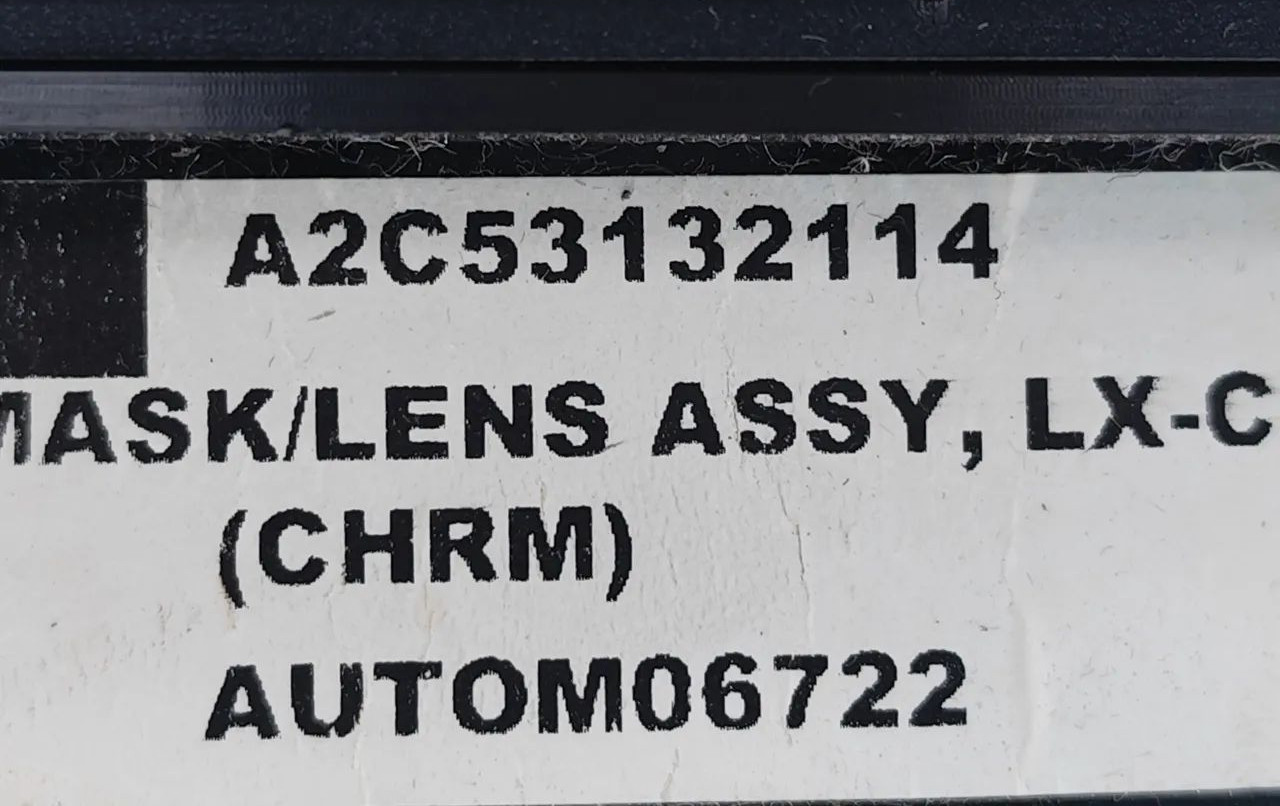 A2C53132114
MASK/LENS ASSY, LX-C
(CHRM)
AUTOM06722